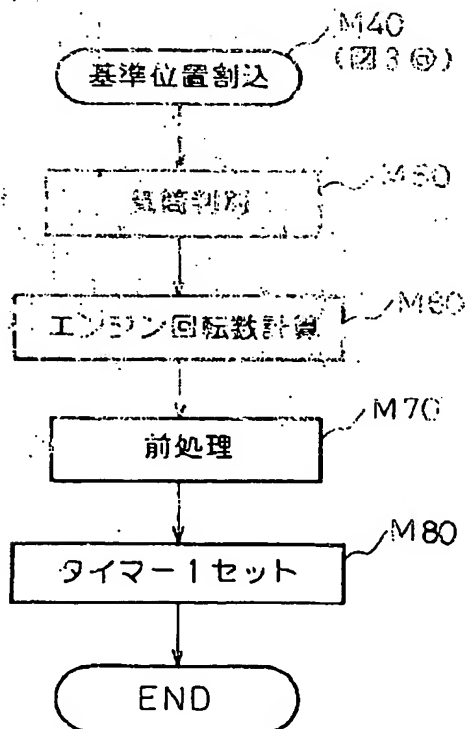 M40
(図3⊖)
基準位置割込
M50
気筒判別
エンジン回転数計算
M60
前処理
M70
タイマー1セット
M80
END